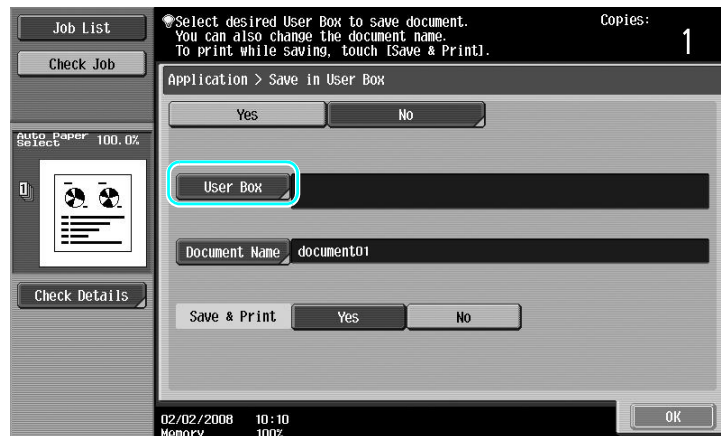 Job List
Select desired User Box to save document.
You can also change the document name.
To print while saving, touch [Save & Print].
Copies:
1
Check Job
Application > Save in User Box
Yes
No
Auto Paper Select
100.0%
1
User Box
Document Name
document01
Check Details
Save & Print
Yes
No
OK
02/02/2008 10:10
Memory 100%